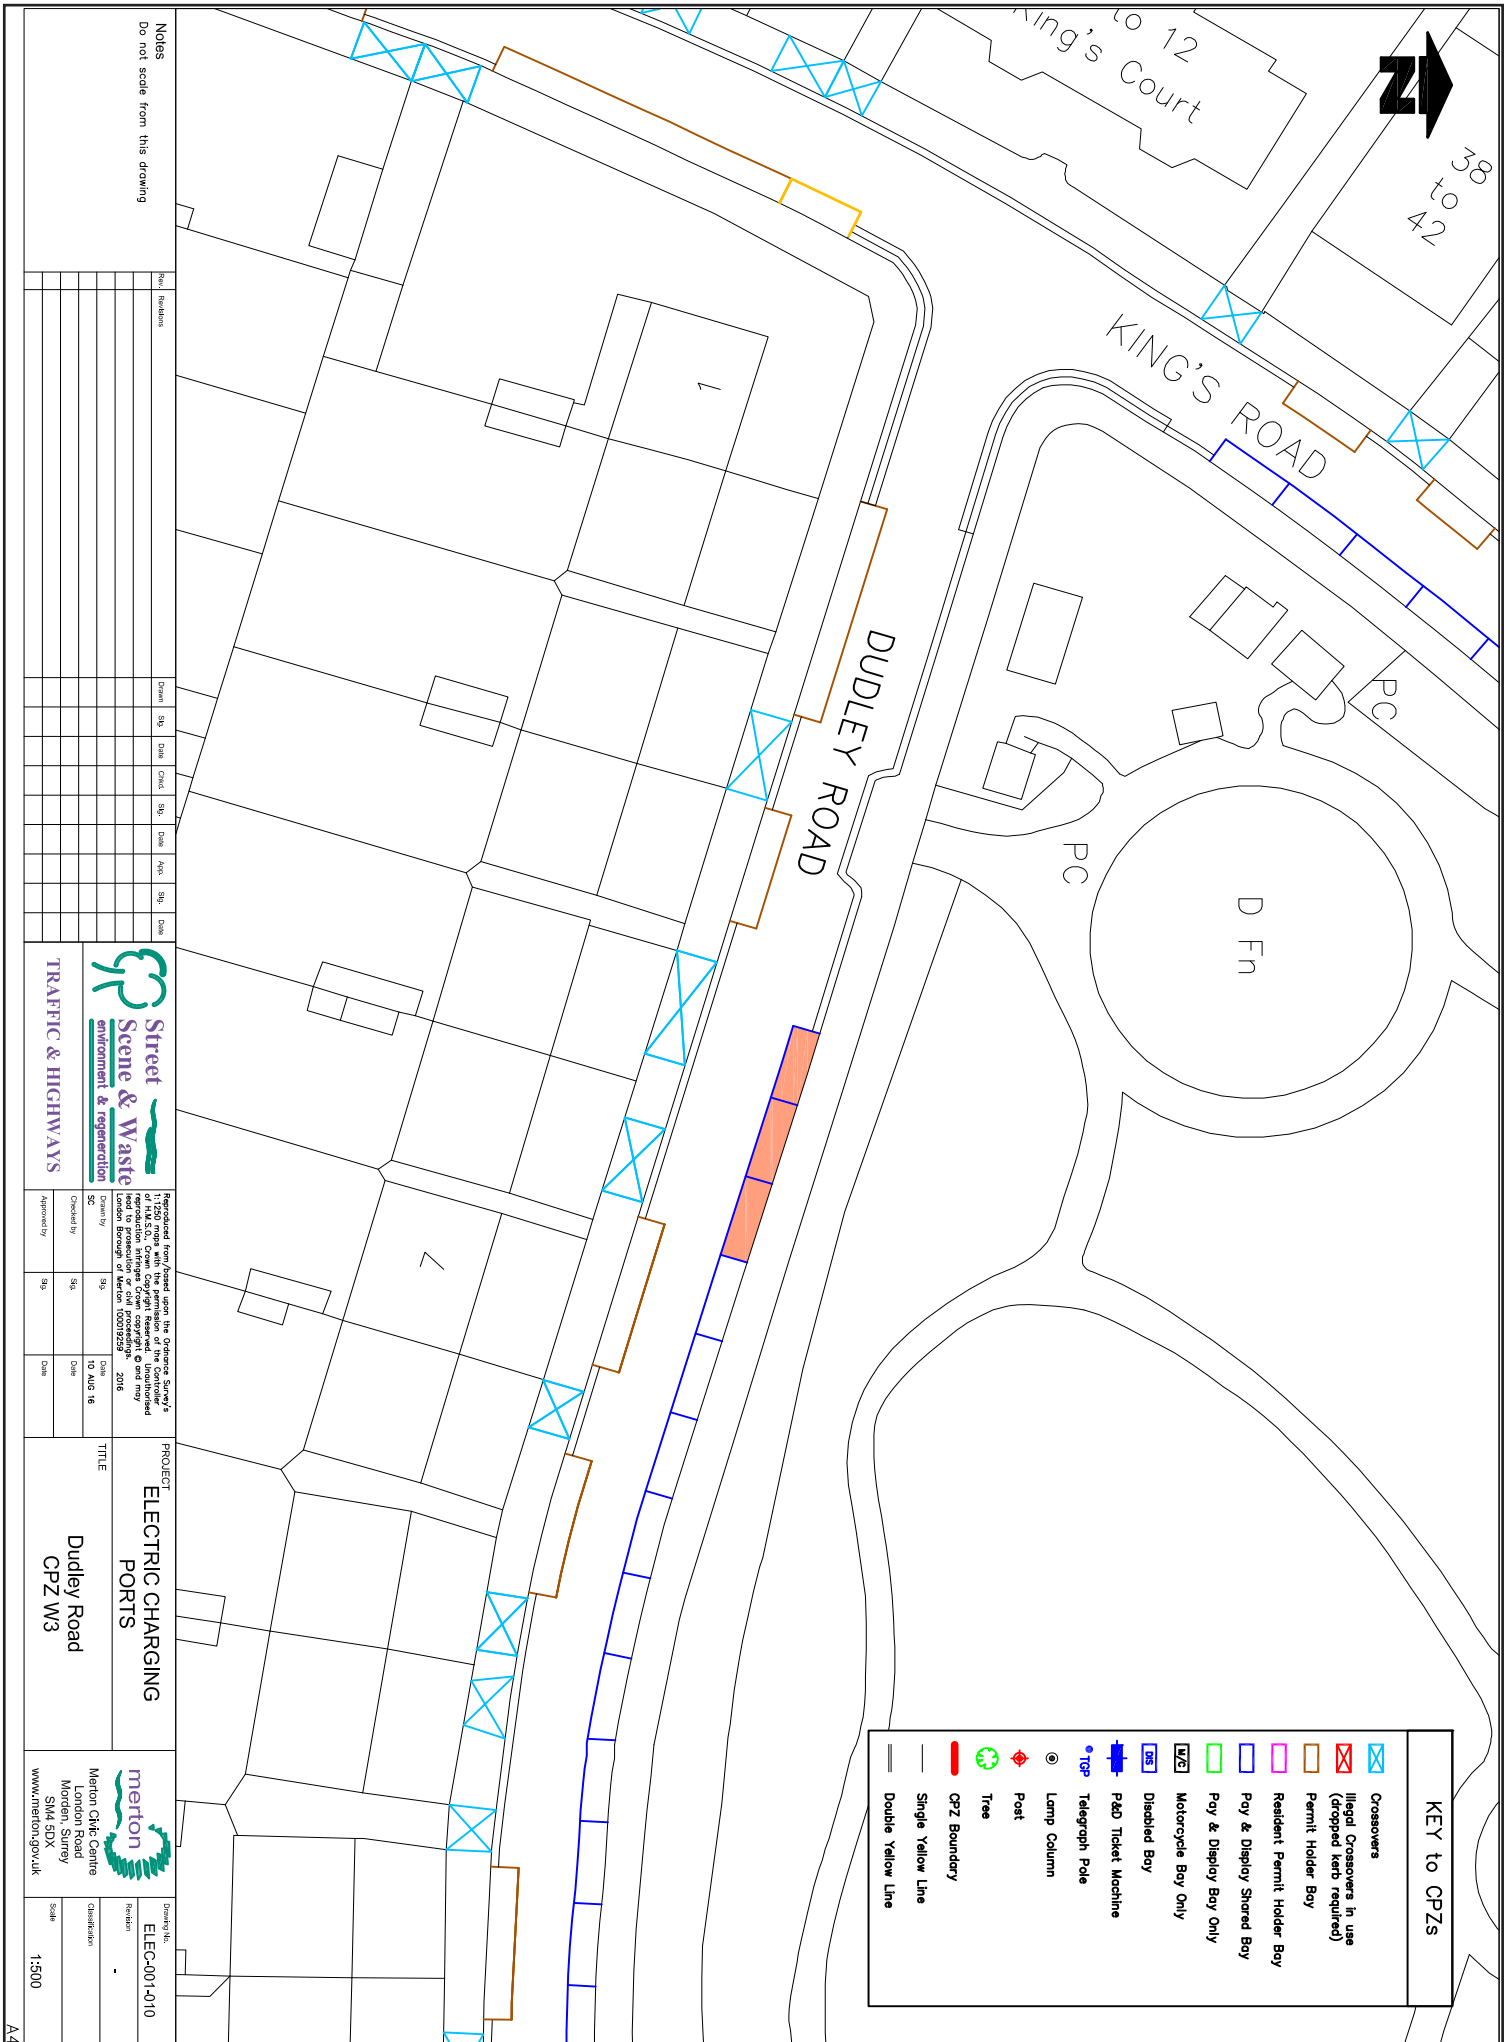 to 12
King's Court
38
to
42
KING'S ROAD
DUDLEY ROAD
1
7
PC
PC
D Fn
N
KEY to CPZs
Crossovers
Illegal Crossovers in use
(dropped kerb required)
Permit Holder Bay
Resident Permit Holder Bay
Pay & Display Shared Bay
Pay & Display Bay Only
M/C
Motorcycle Bay Only
DIS
Disabled Bay
P&D Ticket Machine
TGP
Telegraph Pole
Lamp Column
Post
Tree
CPZ Boundary
Single Yellow Line
Double Yellow Line
Notes
Do not scale from this drawing
Rev. Revisions Drawn Sig. Date Chkd. Sig. Date App. Sig. Date
Street
Scene & Waste
environment & regeneration
TRAFFIC & HIGHWAYS
Reproduced from/based upon the Ordnance Survey's
1:1250 maps with the permission of the Controller
of H.M.S.O., Crown Copyright Reserved. Unauthorised
reproduction infringes Crown copyright © and may
lead to prosecution or civil proceedings.
London Borough of Merton 100019259 2016
Drawn by Sig. Date
SC 10 AUG 16
Checked by Sig. Date
Approved by Sig. Date
PROJECT
ELECTRIC CHARGING
PORTS
TITLE
Dudley Road
CPZ W3
merton
Merton Civic Centre
London Road
Morden, Surrey
SM4 5DX
www.merton.gov.uk
Drawing No.
ELEC-001-010
Revision
-
Classification
Scale
1:500
A4